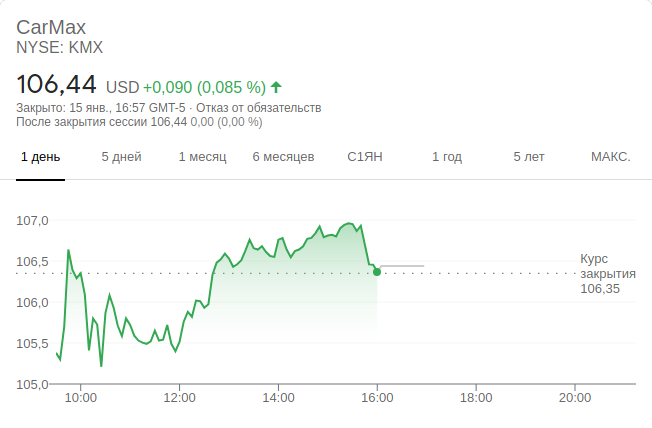 CarMax
NYSE: KMX
106,44 USD +0,090 (0,085 %)
Закрыто: 15 янв., 16:57 GMT-5 · Отказ от обязательств
После закрытия сессии 106,44 0,00 (0,00 %)
1 день 5 дней 1 месяц 6 месяцев С1ЯН 1 год 5 лет МАКС.
107,0
106,5
106,0
105,5
105,0
Курс
закрытия
106,35
10:00 12:00 14:00 16:00 18:00 20:00